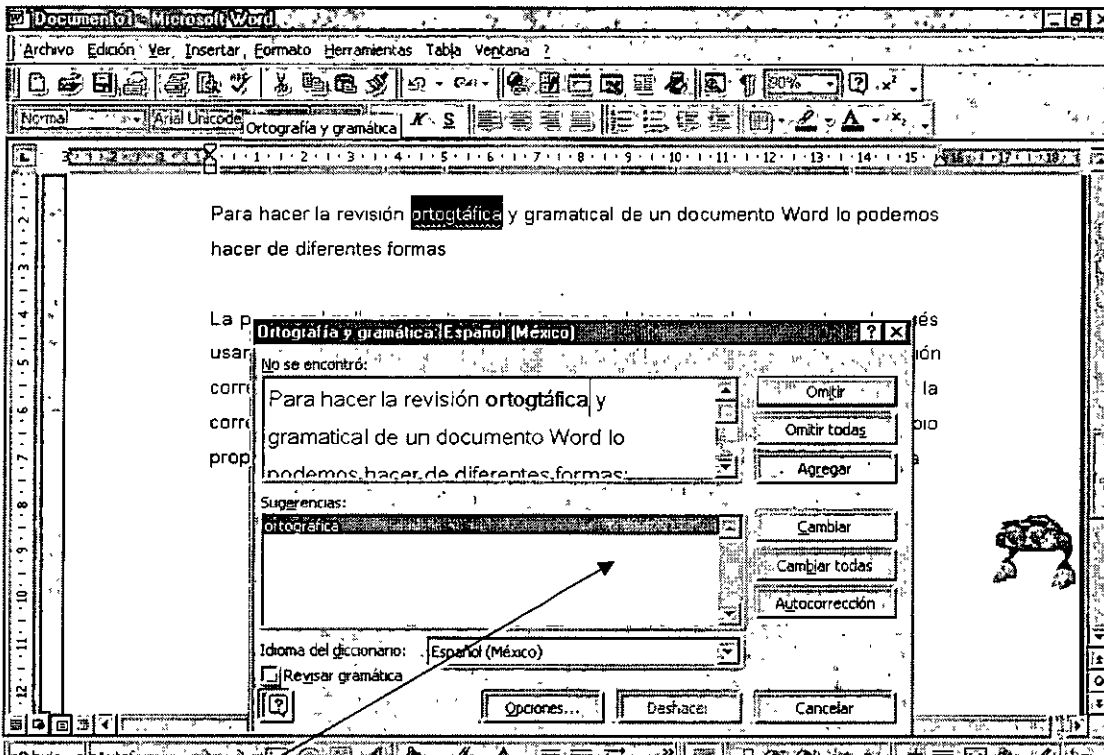 Documento1 - Microsoft Word
Archivo Edición Ver Insertar Formato Herramientas Tabla Ventana ?
Normal Arial Unicode K S
Ortografía y gramática
Para hacer la revisión ortogtáfica y gramatical de un documento Word lo podemos
hacer de diferentes formas
La p
usar
corre
corre
prop
Ortografía y gramática: Español (México)
No se encontró:
Para hacer la revisión ortogtáfica y
gramatical de un documento Word lo
podemos hacer de diferentes formas:
Omitir
Omitir todas
Agregar
Sugerencias:
ortográfica
Cambiar
Cambiar todas
Autocorrección
Idioma del diccionario: Español (México)
Revisar gramática
Opciones... Deshacer Cancelar